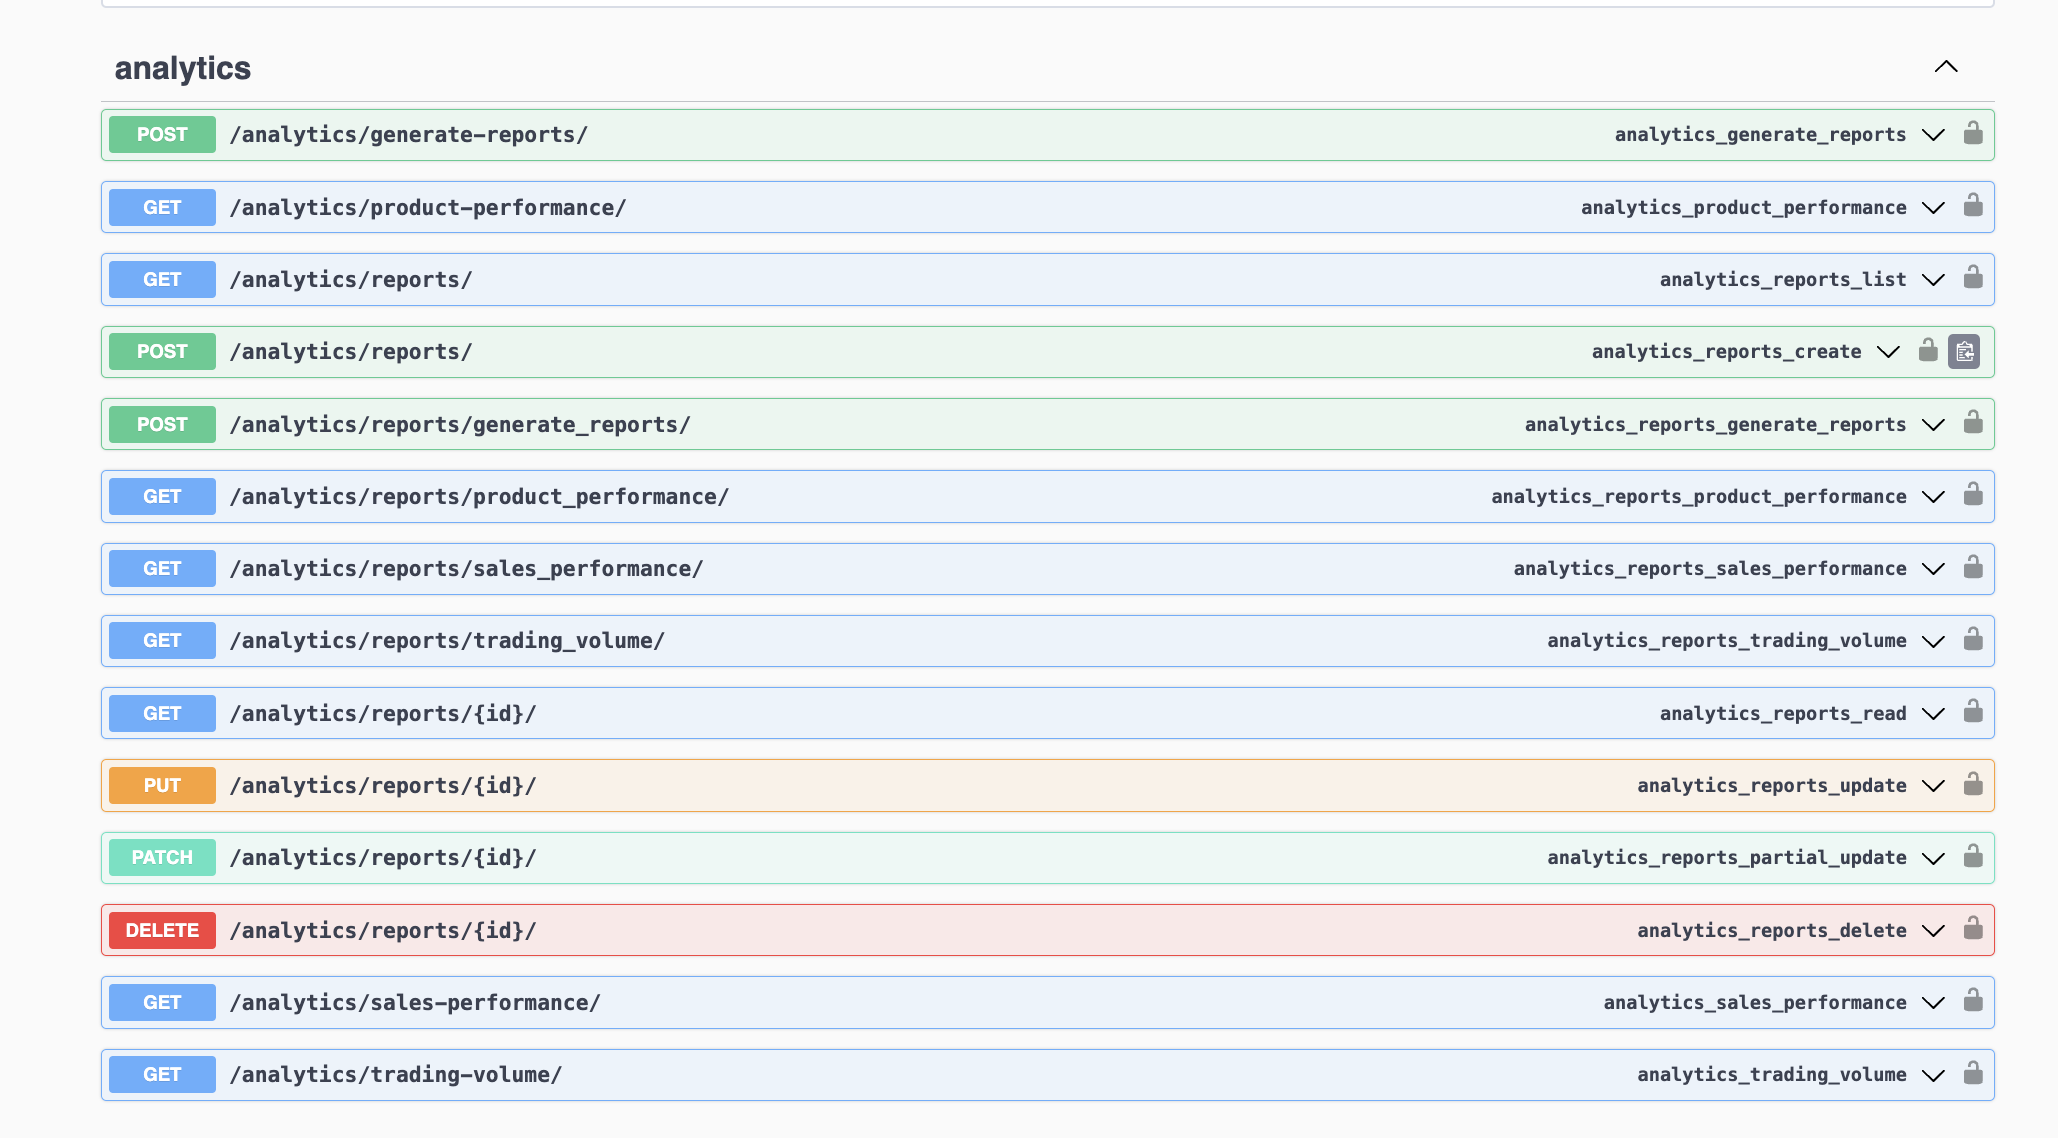 analytics
POST /analytics/generate-reports/ analytics_generate_reports
GET /analytics/product-performance/ analytics_product_performance
GET /analytics/reports/ analytics_reports_list
POST /analytics/reports/ analytics_reports_create
POST /analytics/reports/generate_reports/ analytics_reports_generate_reports
GET /analytics/reports/product_performance/ analytics_reports_product_performance
GET /analytics/reports/sales_performance/ analytics_reports_sales_performance
GET /analytics/reports/trading_volume/ analytics_reports_trading_volume
GET /analytics/reports/{id}/ analytics_reports_read
PUT /analytics/reports/{id}/ analytics_reports_update
PATCH /analytics/reports/{id}/ analytics_reports_partial_update
DELETE /analytics/reports/{id}/ analytics_reports_delete
GET /analytics/sales-performance/ analytics_sales_performance
GET /analytics/trading-volume/ analytics_trading_volume